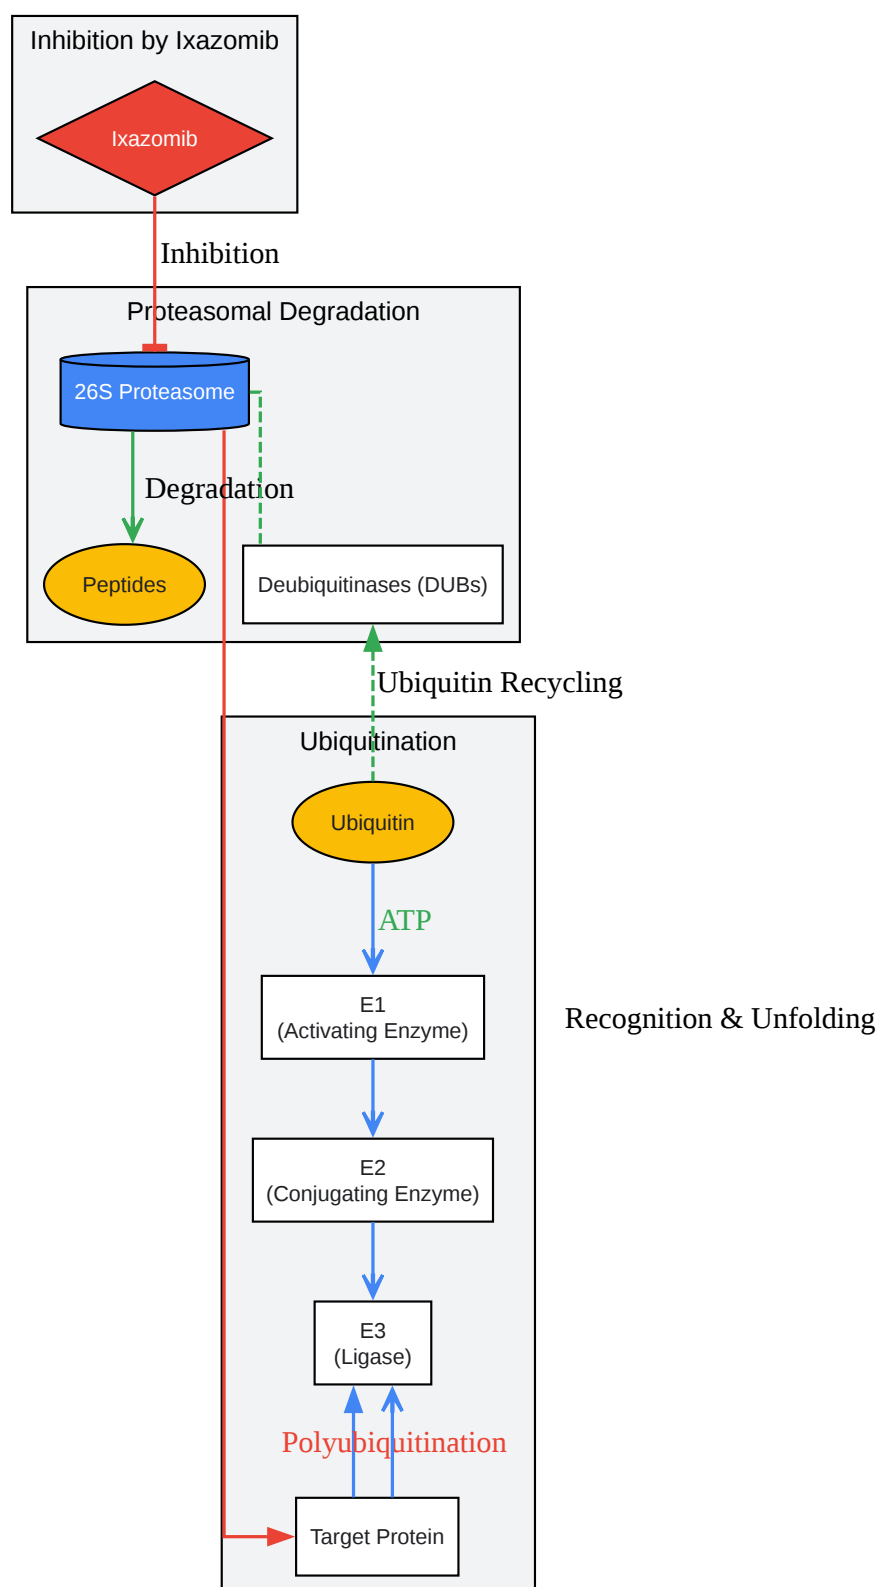 Inhibition by Ixazomib
Ixazomib
Inhibition
Proteasomal Degradation
26S Proteasome
Degradation
Peptides
Deubiquitinases (DUBs)
Ubiquitin Recycling
Ubiquitination
Ubiquitin
ATP
E1
(Activating Enzyme)
Recognition & Unfolding
E2
(Conjugating Enzyme)
E3
(Ligase)
Polyubiquitination
Target Protein